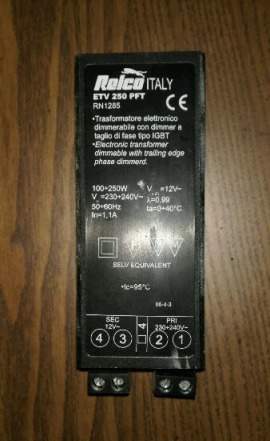 Relco ITALY
ETV 250 PFT
RN1285
CE
•Trasformatore elettronico
dimmerabile con dimmer a
taglio di fase tipo IGBT
•Electronic transformer
dimmable with trailing edge
phase dimmerd.
100÷250W V =12V~
V =230÷240V~ λ=0,99
50÷60Hz ta=0÷40°C
In=1,1A
SELV EQUIVALENT
•tc=95°C
SEC PRI
12V~ 230÷240V~
4 3 2 1